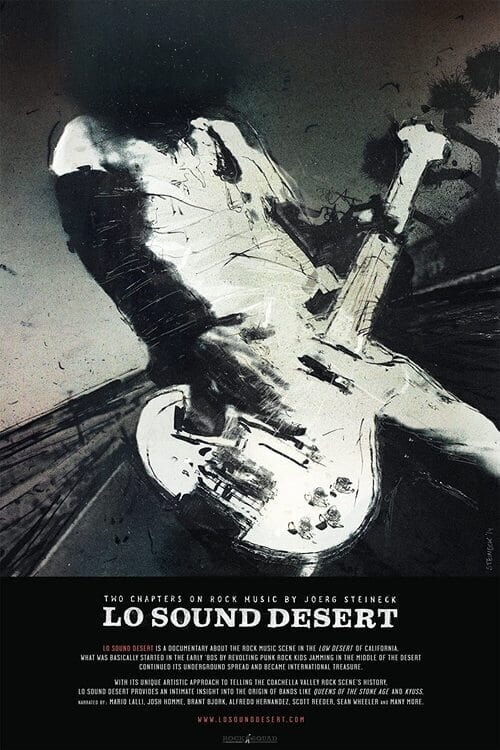 STEINECK '14
TWO CHAPTERS ON ROCK MUSIC BY JOERG STEINECK
LO SOUND DESERT
LO SOUND DESERT IS A DOCUMENTARY ABOUT THE ROCK MUSIC SCENE IN THE LOW DESERT OF CALIFORNIA.
WHAT WAS BASICALLY STARTED IN THE EARLY '80S BY REVOLTING PUNK ROCK KIDS JAMMING IN THE MIDDLE OF THE DESERT
CONTINUED ITS UNDERGROUND SPREAD AND BECAME INTERNATIONAL TREASURE.
WITH ITS UNIQUE ARTISTIC APPROACH TO TELLING THE COACHELLA VALLEY ROCK SCENE'S HISTORY,
LO SOUND DESERT PROVIDES AN INTIMATE INSIGHT INTO THE ORIGIN OF BANDS LIKE QUEENS OF THE STONE AGE AND KYUSS.
NARRATED BY: MARIO LALLI, JOSH HOMME, BRANT BJORK, ALFREDO HERNANDEZ, SCOTT REEDER, SEAN WHEELER AND MANY MORE.
WWW.LOSOUNDDESERT.COM
ROCKSQUAD